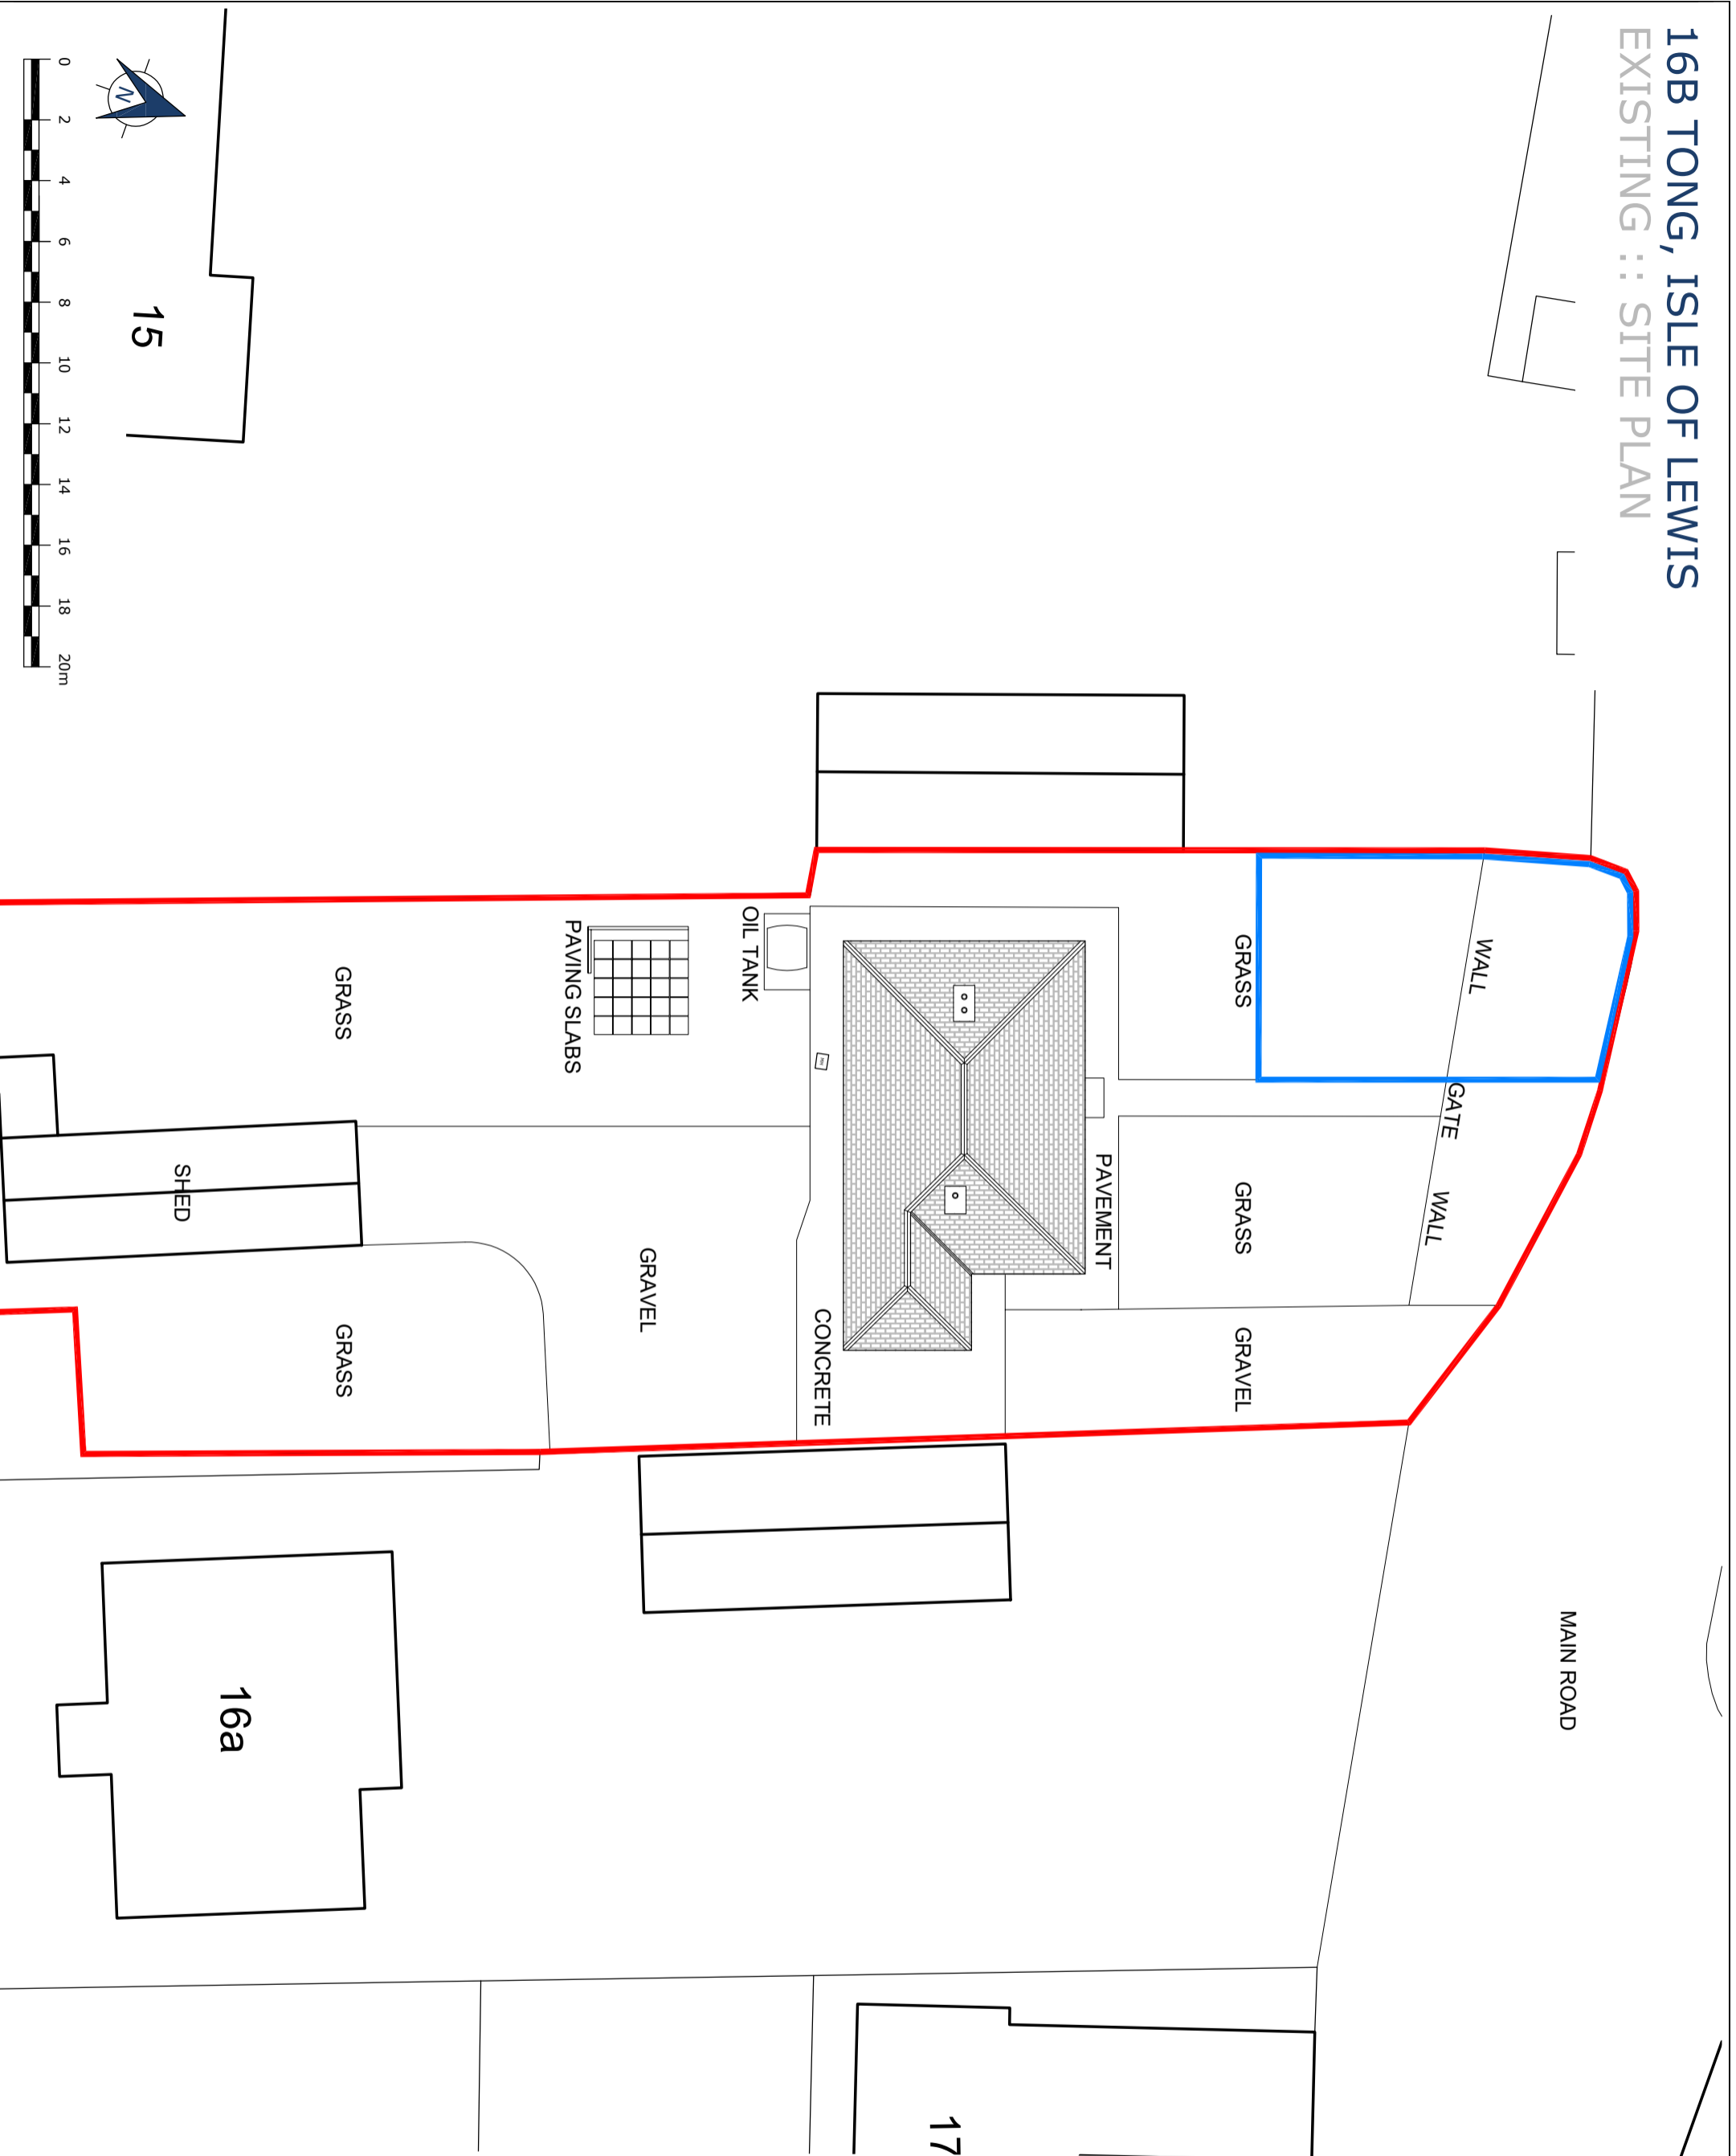 16B TONG, ISLE OF LEWIS
EXISTING :: SITE PLAN
MAIN ROAD
WALL
GATE
WALL
GRASS
GRASS
GRAVEL
PAVEMENT
CONCRETE
OIL TANK
GRAVEL
PAVING SLABS
GRASS
GRASS
SHED
15
16a
17
N
0 2 4 6 8 10 12 14 16 18 20m